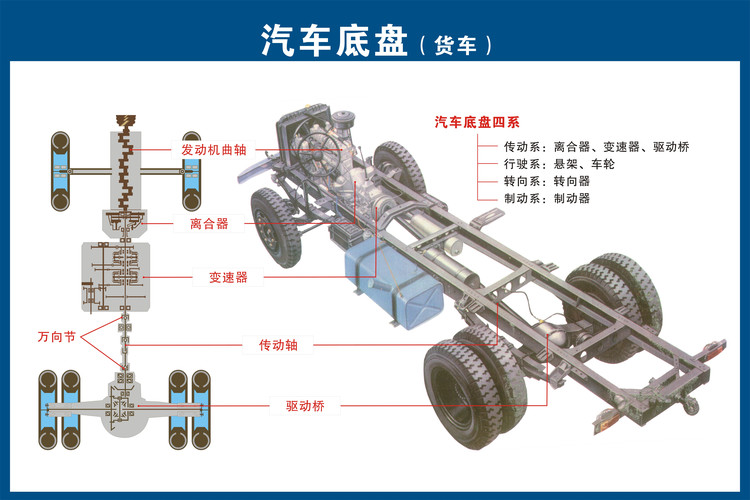 汽车底盘（货车）
发动机曲轴
离合器
变速器
万向节
传动轴
驱动桥
汽车底盘四系
传动系：离合器、变速器、驱动桥
行驶系：悬架、车轮
转向系：转向器
制动系：制动器